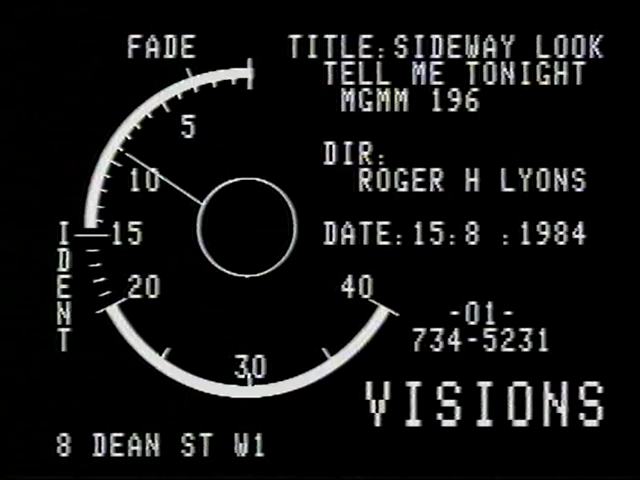 FADE
TITLE:SIDEWAY LOOK
TELL ME TONIGHT
MGMM 196
5
DIR:
10
ROGER H LYONS
IDENT
15
DATE:15:8 :1984
20
40
-01-
734-5231
30
VISIONS
8 DEAN ST W1